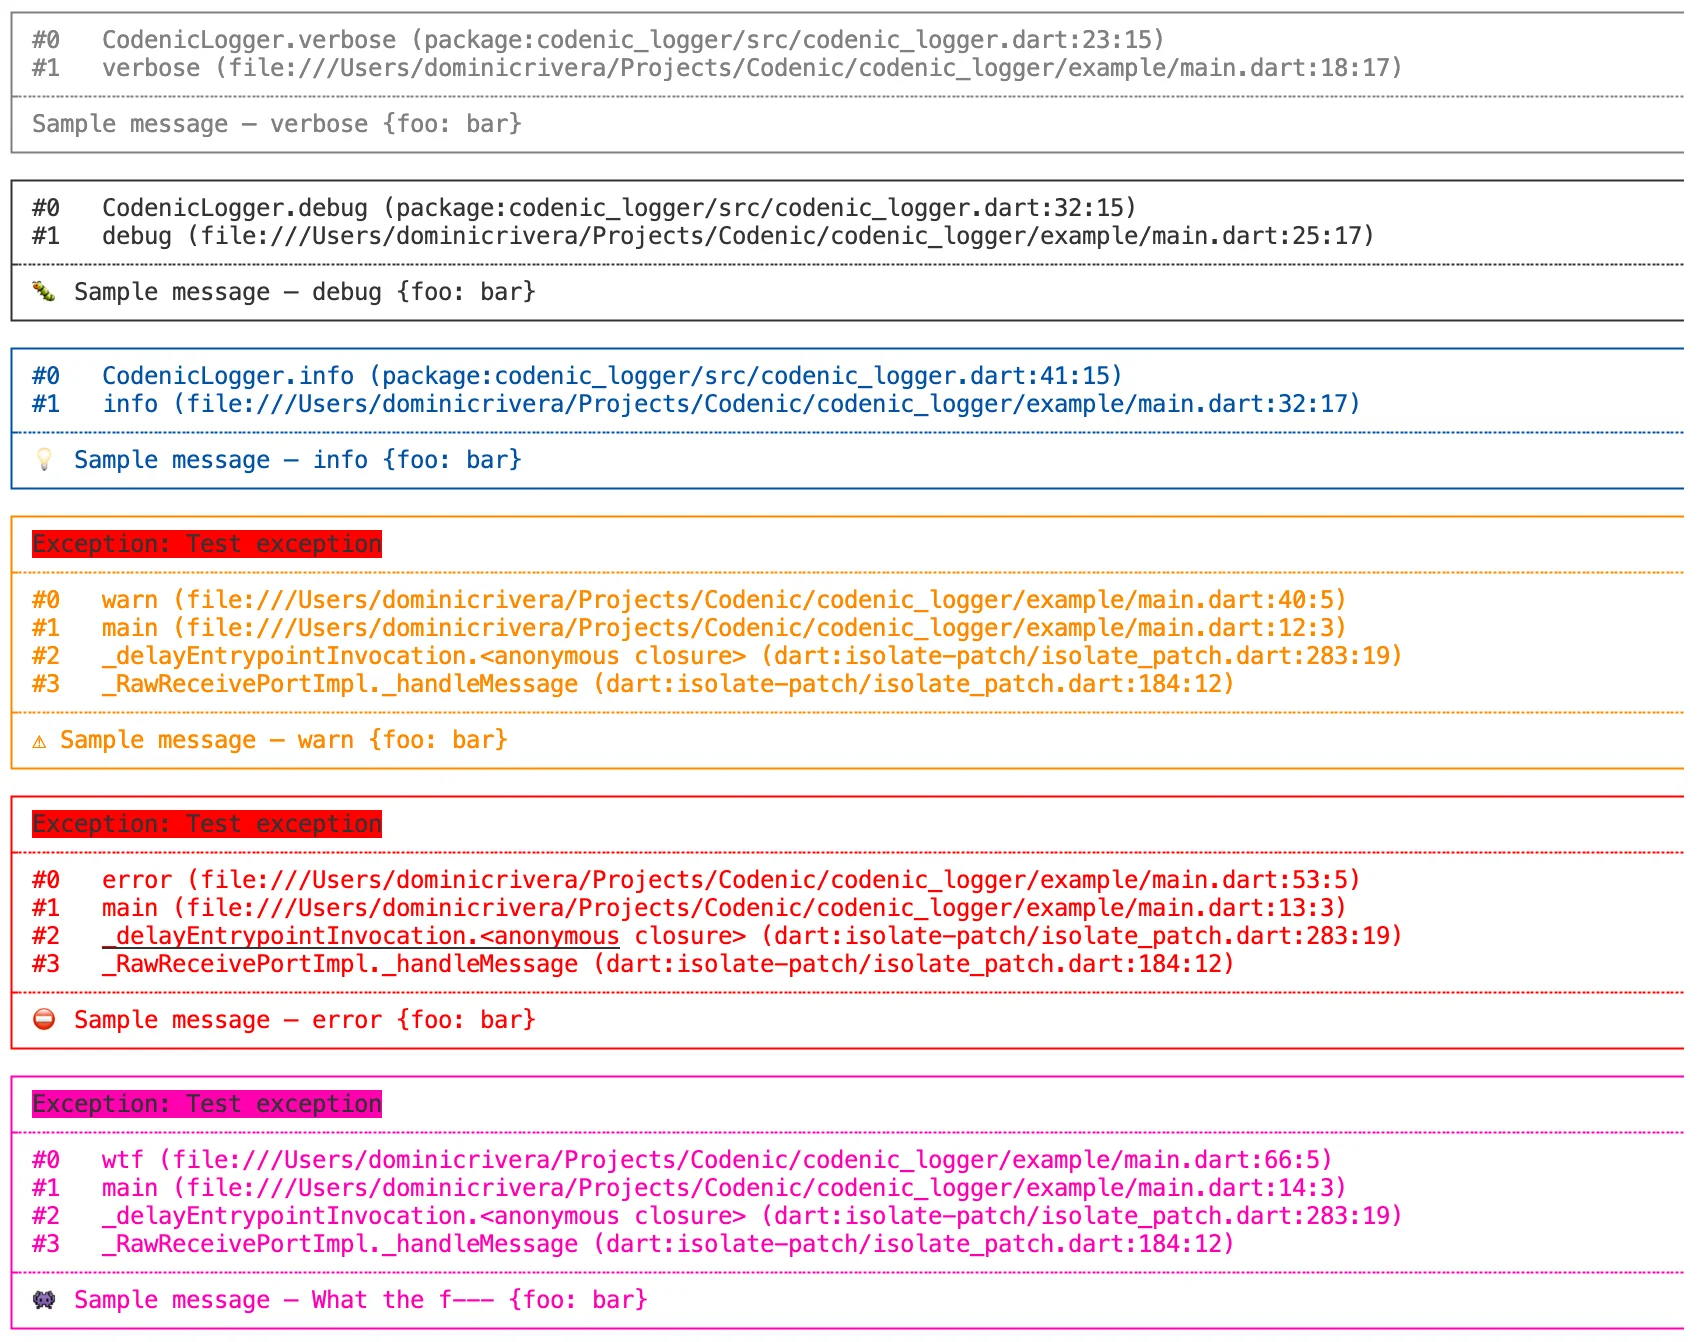 #0   CodenicLogger.verbose (package:codenic_logger/src/codenic_logger.dart:23:15)
#1   verbose (file:///Users/dominicrivera/Projects/Codenic/codenic_logger/example/main.dart:18:17)
Sample message – verbose {foo: bar}
#0   CodenicLogger.debug (package:codenic_logger/src/codenic_logger.dart:32:15)
#1   debug (file:///Users/dominicrivera/Projects/Codenic/codenic_logger/example/main.dart:25:17)
🐛 Sample message – debug {foo: bar}
#0   CodenicLogger.info (package:codenic_logger/src/codenic_logger.dart:41:15)
#1   info (file:///Users/dominicrivera/Projects/Codenic/codenic_logger/example/main.dart:32:17)
💡 Sample message – info {foo: bar}
Exception: Test exception
#0   warn (file:///Users/dominicrivera/Projects/Codenic/codenic_logger/example/main.dart:40:5)
#1   main (file:///Users/dominicrivera/Projects/Codenic/codenic_logger/example/main.dart:12:3)
#2   _delayEntrypointInvocation.<anonymous closure> (dart:isolate-patch/isolate_patch.dart:283:19)
#3   _RawReceivePortImpl._handleMessage (dart:isolate-patch/isolate_patch.dart:184:12)
⚠ Sample message – warn {foo: bar}
Exception: Test exception
#0   error (file:///Users/dominicrivera/Projects/Codenic/codenic_logger/example/main.dart:53:5)
#1   main (file:///Users/dominicrivera/Projects/Codenic/codenic_logger/example/main.dart:13:3)
#2   _delayEntrypointInvocation.<anonymous closure> (dart:isolate-patch/isolate_patch.dart:283:19)
#3   _RawReceivePortImpl._handleMessage (dart:isolate-patch/isolate_patch.dart:184:12)
⛔ Sample message – error {foo: bar}
Exception: Test exception
#0   wtf (file:///Users/dominicrivera/Projects/Codenic/codenic_logger/example/main.dart:66:5)
#1   main (file:///Users/dominicrivera/Projects/Codenic/codenic_logger/example/main.dart:14:3)
#2   _delayEntrypointInvocation.<anonymous closure> (dart:isolate-patch/isolate_patch.dart:283:19)
#3   _RawReceivePortImpl._handleMessage (dart:isolate-patch/isolate_patch.dart:184:12)
👾 Sample message – What the f--- {foo: bar}